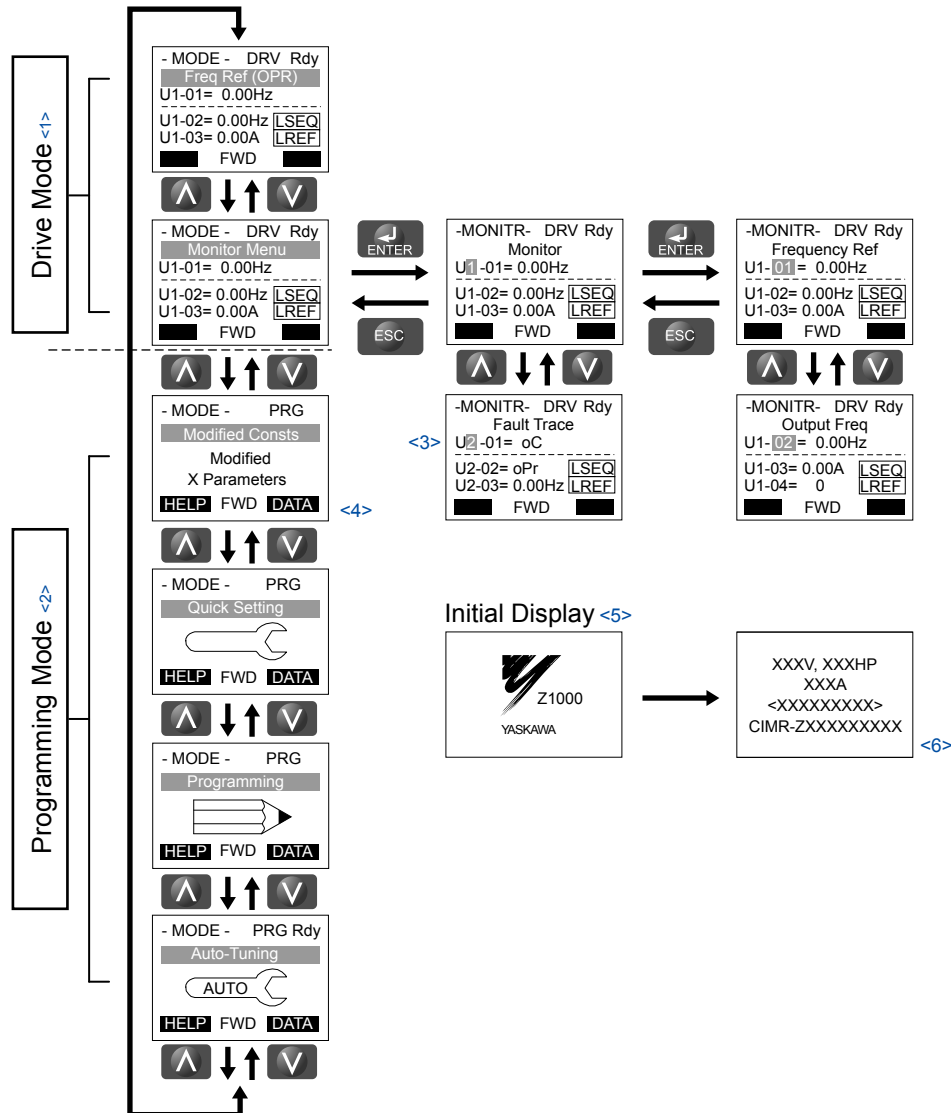 Drive Mode <1>
- MODE - DRV Rdy
Freq Ref (OPR)
U1-01= 0.00Hz
U1-02= 0.00Hz LSEQ
U1-03= 0.00A LREF
FWD
- MODE - DRV Rdy
Monitor Menu
U1-01= 0.00Hz
U1-02= 0.00Hz LSEQ
U1-03= 0.00A LREF
FWD
ENTER
ESC
-MONITR- DRV Rdy
Monitor
U1 -01= 0.00Hz
U1-02= 0.00Hz LSEQ
U1-03= 0.00A LREF
FWD
ENTER
ESC
-MONITR- DRV Rdy
Frequency Ref
U1- 01 = 0.00Hz
U1-02= 0.00Hz LSEQ
U1-03= 0.00A LREF
FWD
<3>
-MONITR- DRV Rdy
Fault Trace
U2 -01= oC
U2-02= oPr LSEQ
U2-03= 0.00Hz LREF
FWD
-MONITR- DRV Rdy
Output Freq
U1- 02 = 0.00Hz
U1-03= 0.00A LSEQ
U1-04= 0 LREF
FWD
Programming Mode <2>
- MODE - PRG
Modified Consts
Modified
X Parameters
HELP FWD DATA
<4>
- MODE - PRG
Quick Setting
HELP FWD DATA
- MODE - PRG
Programming
HELP FWD DATA
- MODE - PRG Rdy
Auto-Tuning
AUTO
HELP FWD DATA
Initial Display <5>
Z1000
YASKAWA
XXXV, XXXHP
XXXA
<XXXXXXXXX>
CIMR-ZXXXXXXXXX
<6>